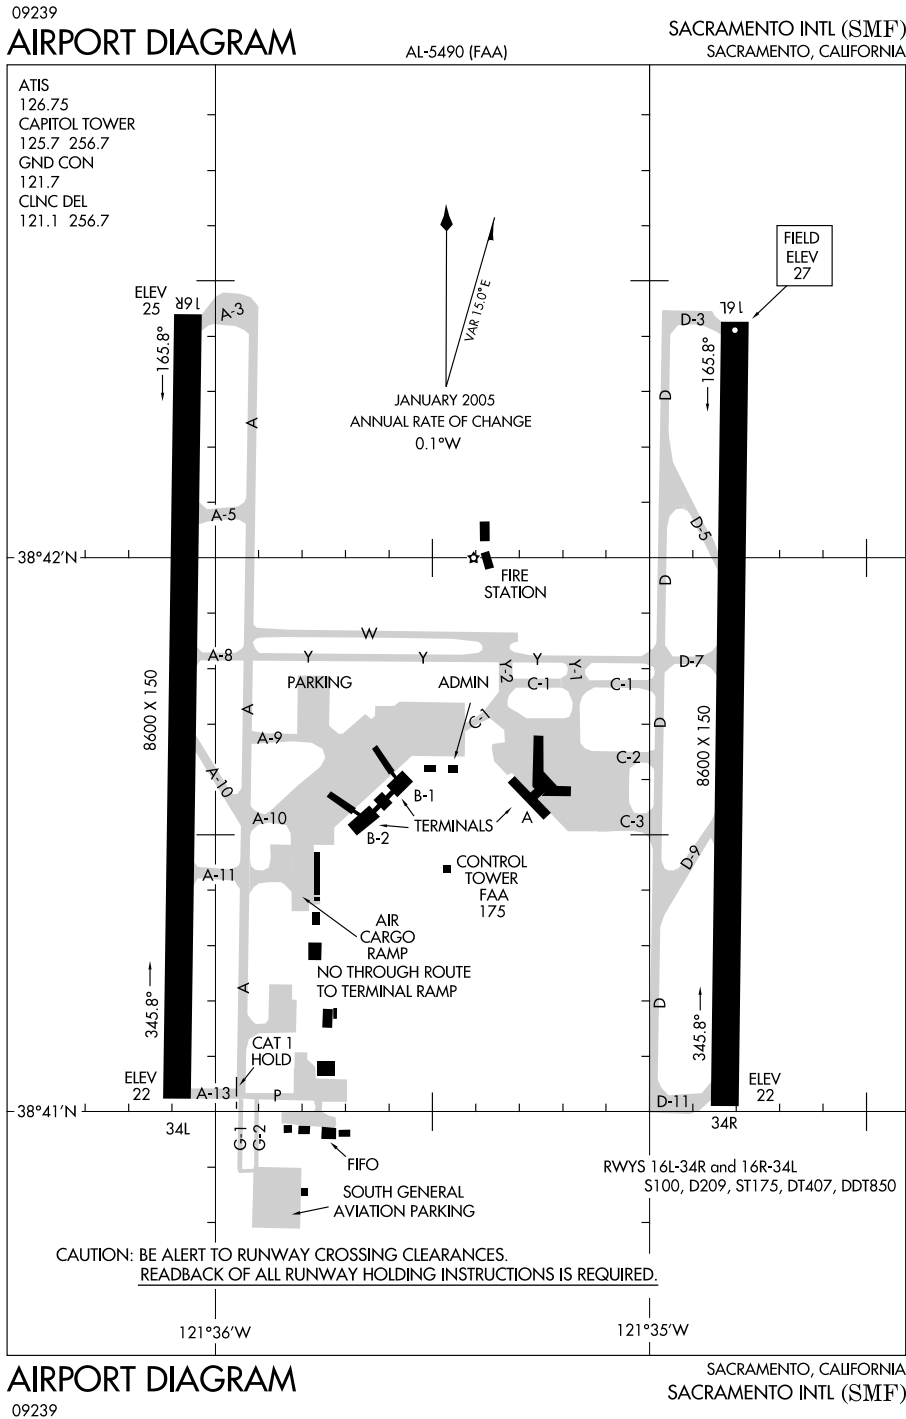 09239
AIRPORT DIAGRAM
AL-5490 (FAA)
SACRAMENTO INTL (SMF)
SACRAMENTO, CALIFORNIA
ATIS
126.75
CAPITOL TOWER
125.7 256.7
GND CON
121.7
CLNC DEL
121.1 256.7
FIELD
ELEV
27
VAR 15.0°E
JANUARY 2005
ANNUAL RATE OF CHANGE
0.1°W
ELEV
25
16R
A-3
165.8°
A
A-5
16L
D-3
165.8°
D
D-5
38°42'N
FIRE
STATION
D
W
A-8
Y
Y
Y
Y-2
Y-1
D-7
PARKING
ADMIN
C-1
C-1
C-1
A
A-9
D
8600 X 150
8600 X 150
C-2
A-10
A-10
B-1
B-2
TERMINALS
A
C-3
D-9
A-11
CONTROL
TOWER
FAA
175
AIR
CARGO
RAMP
NO THROUGH ROUTE
TO TERMINAL RAMP
A
D
345.8°
345.8°
CAT 1
HOLD
ELEV
22
A-13
P
ELEV
22
D-11
38°41'N
34L
G-1
G-2
34R
FIFO
SOUTH GENERAL
AVIATION PARKING
RWYS 16L-34R and 16R-34L
S100, D209, ST175, DT407, DDT850
CAUTION: BE ALERT TO RUNWAY CROSSING CLEARANCES.
READBACK OF ALL RUNWAY HOLDING INSTRUCTIONS IS REQUIRED.
121°36'W
121°35'W
AIRPORT DIAGRAM
09239
SACRAMENTO, CALIFORNIA
SACRAMENTO INTL (SMF)